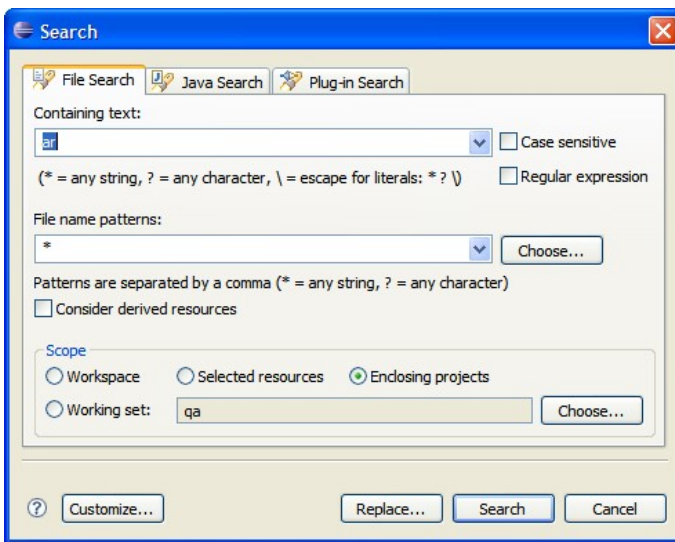 Search
File Search Java Search Plug-in Search
Containing text:
ar Case sensitive
(* = any string, ? = any character, \ = escape for literals: * ? \) Regular expression
File name patterns:
* Choose...
Patterns are separated by a comma (* = any string, ? = any character)
Consider derived resources
Scope
Workspace Selected resources Enclosing projects
Working set: qa Choose...
? Customize... Replace... Search Cancel